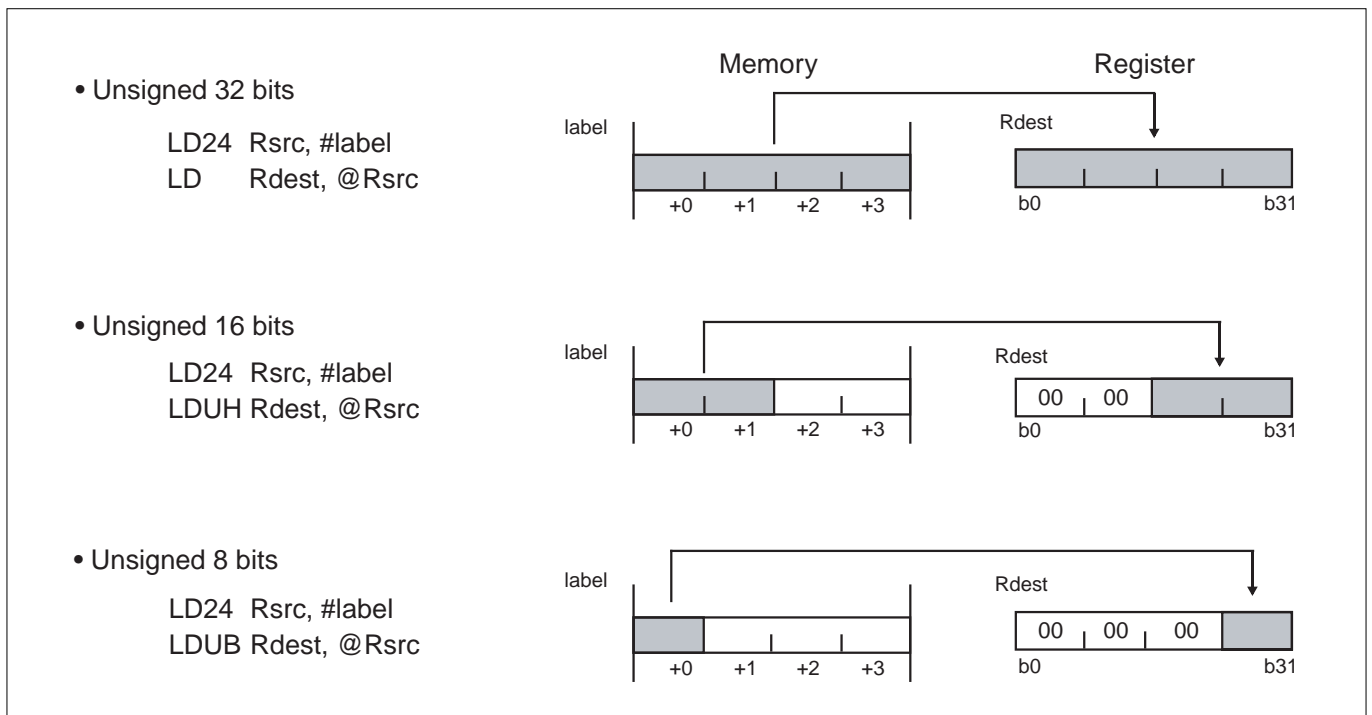 Memory Register
• Unsigned 32 bits
LD24 Rsrc, #label
LD Rdest, @Rsrc
label
Rdest
+0 +1 +2 +3
b0 b31
• Unsigned 16 bits
LD24 Rsrc, #label
LDUH Rdest, @Rsrc
label
Rdest
00 00
+0 +1 +2 +3
b0 b31
• Unsigned 8 bits
LD24 Rsrc, #label
LDUB Rdest, @Rsrc
label
Rdest
00 00 00
+0 +1 +2 +3
b0 b31